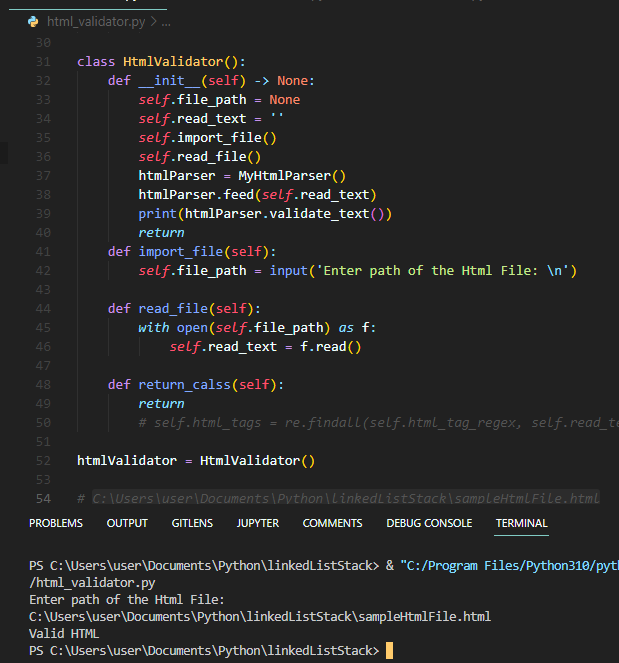 html_validator.py > ...
30
31 class HtmlValidator():
32 def __init__(self) -> None:
33 self.file_path = None
34 self.read_text = ''
35 self.import_file()
36 self.read_file()
37 htmlParser = MyHtmlParser()
38 htmlParser.feed(self.read_text)
39 print(htmlParser.validate_text())
40 return
41 def import_file(self):
42 self.file_path = input('Enter path of the Html File: \n')
43
44 def read_file(self):
45 with open(self.file_path) as f:
46 self.read_text = f.read()
47
48 def return_calss(self):
49 return
50 # self.html_tags = re.findall(self.html_tag_regex, self.read_te
51
52 htmlValidator = HtmlValidator()
53
54 # C:\Users\user\Documents\Python\linkedListStack\sampleHtmlFile.html
PROBLEMS OUTPUT GITLENS JUPYTER COMMENTS DEBUG CONSOLE TERMINAL
PS C:\Users\user\Documents\Python\linkedListStack> & "C:/Program Files/Python310/pyt
/html_validator.py
Enter path of the Html File:
C:\Users\user\Documents\Python\linkedListStack\sampleHtmlFile.html
Valid HTML
PS C:\Users\user\Documents\Python\linkedListStack>